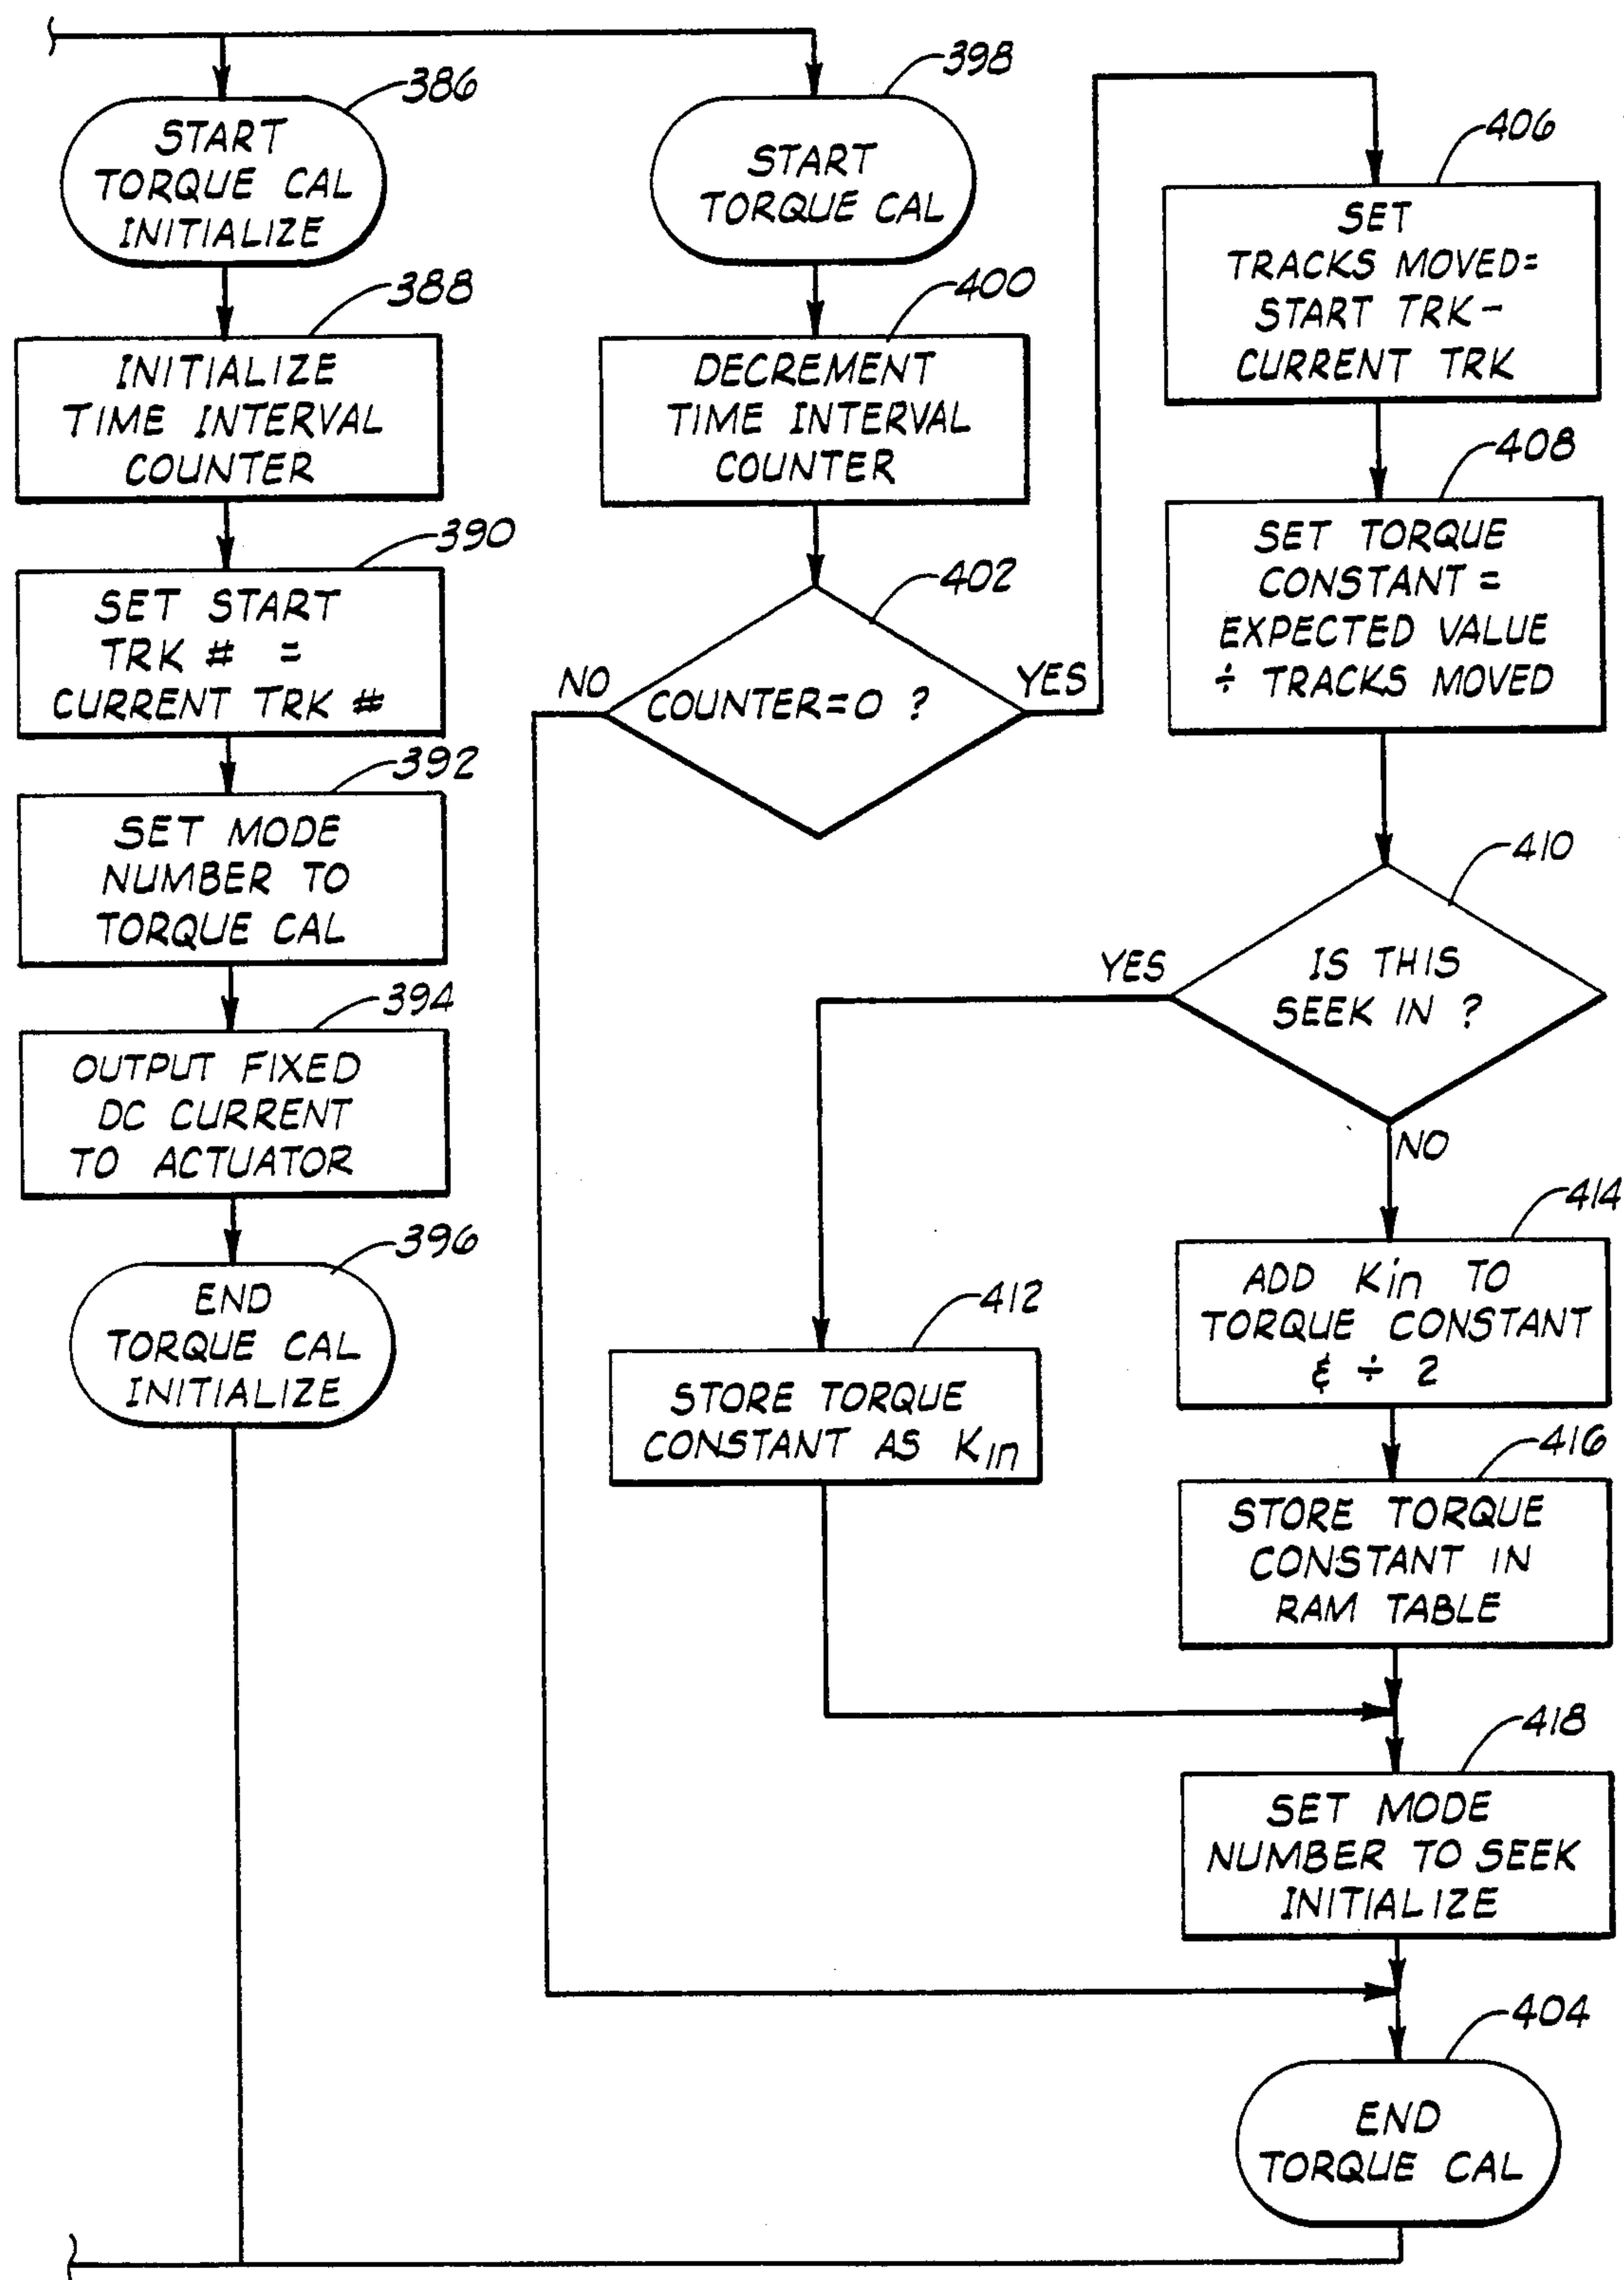 386
START
TORQUE CAL
INITIALIZE
388
INITIALIZE
TIME INTERVAL
COUNTER
390
SET START
TRK # =
CURRENT TRK #
392
SET MODE
NUMBER TO
TORQUE CAL
394
OUTPUT FIXED
DC CURRENT
TO ACTUATOR
396
END
TORQUE CAL
INITIALIZE
398
START
TORQUE CAL
400
DECREMENT
TIME INTERVAL
COUNTER
402
NO
COUNTER=0 ?
YES
406
SET
TRACKS MOVED=
START TRK-
CURRENT TRK
408
SET TORQUE
CONSTANT =
EXPECTED VALUE
÷ TRACKS MOVED
410
YES
IS THIS
SEEK IN ?
NO
412
STORE TORQUE
CONSTANT AS Kin
414
ADD Kin TO
TORQUE CONSTANT
& ÷ 2
416
STORE TORQUE
CONSTANT IN
RAM TABLE
418
SET MODE
NUMBER TO SEEK
INITIALIZE
404
END
TORQUE CAL